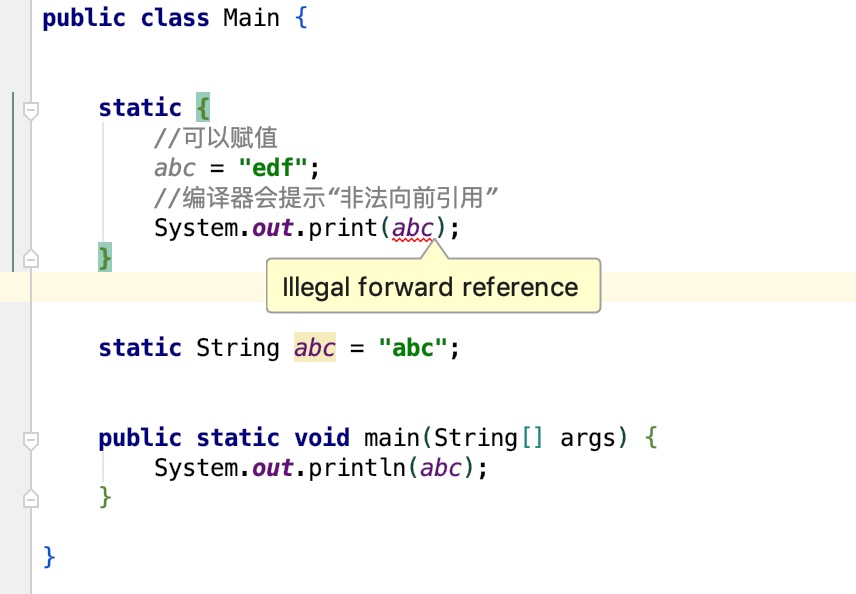 public class Main {
static {
//可以赋值
abc = "edf";
//编译器会提示“非法向前引用”
System.out.print(abc);
}
Illegal forward reference
static String abc = "abc";
public static void main(String[] args) {
System.out.println(abc);
}
}